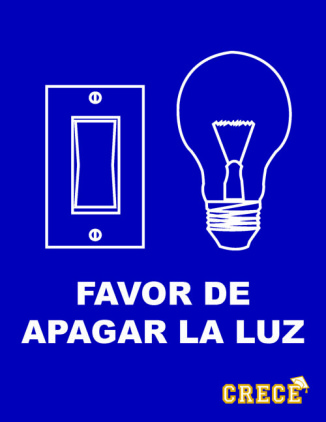 FAVOR DE
APAGAR LA LUZ
CRECE